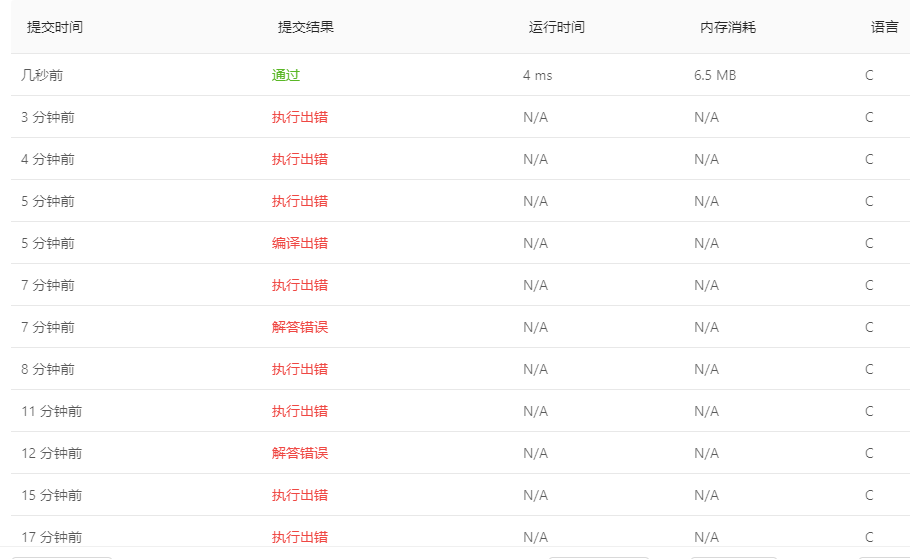 提交时间 提交结果 运行时间 内存消耗 语言
几秒前 通过 4 ms 6.5 MB C
3 分钟前 执行出错 N/A N/A C
4 分钟前 执行出错 N/A N/A C
5 分钟前 执行出错 N/A N/A C
5 分钟前 编译出错 N/A N/A C
7 分钟前 执行出错 N/A N/A C
7 分钟前 解答错误 N/A N/A C
8 分钟前 执行出错 N/A N/A C
11 分钟前 执行出错 N/A N/A C
12 分钟前 解答错误 N/A N/A C
15 分钟前 执行出错 N/A N/A C
17 分钟前 执行出错 N/A N/A C